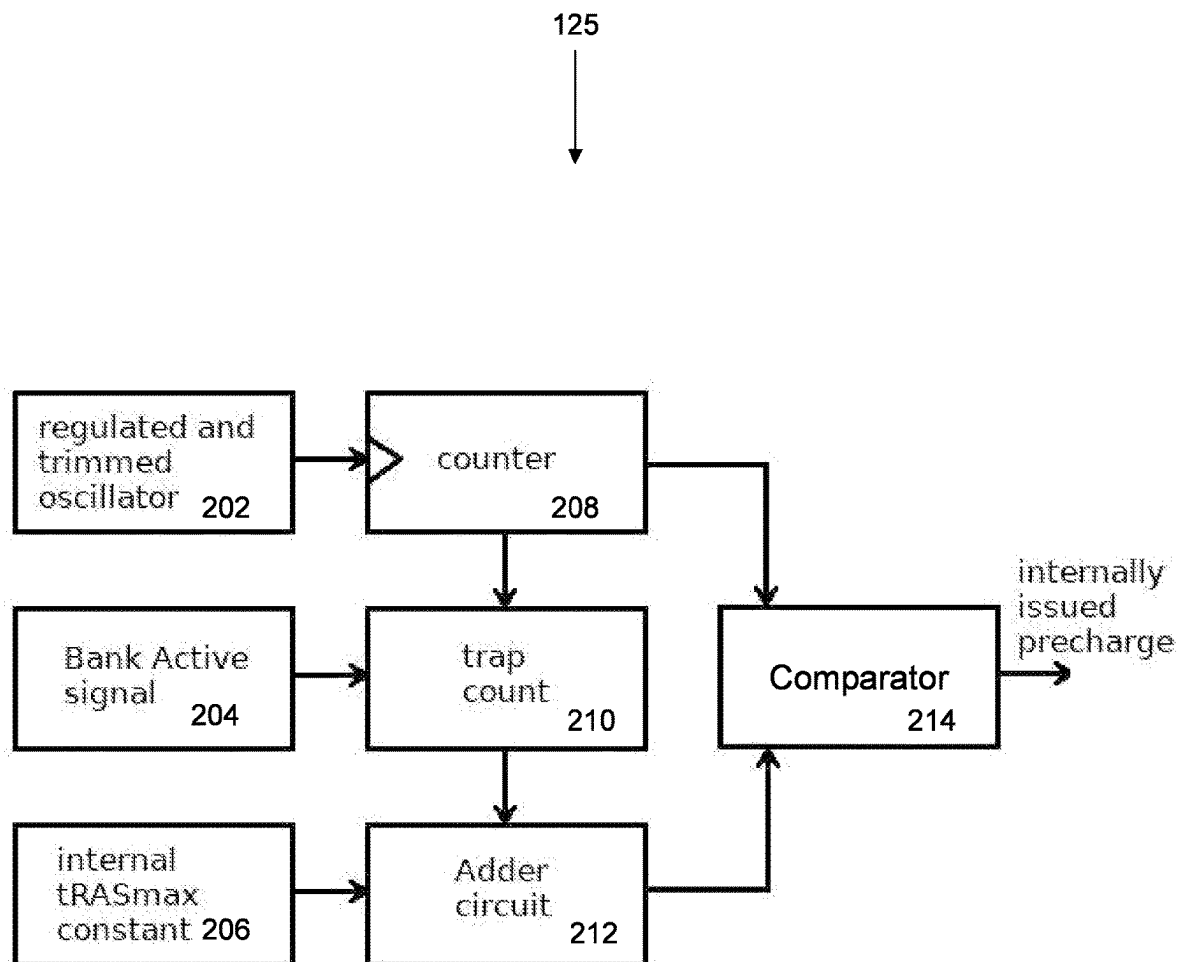 125
regulated and
trimmed
oscillator 202
counter
208
Bank Active
signal
204
trap
count
210
internally
issued
precharge
Comparator
214
internal
tRASmax
constant 206
Adder
circuit
212